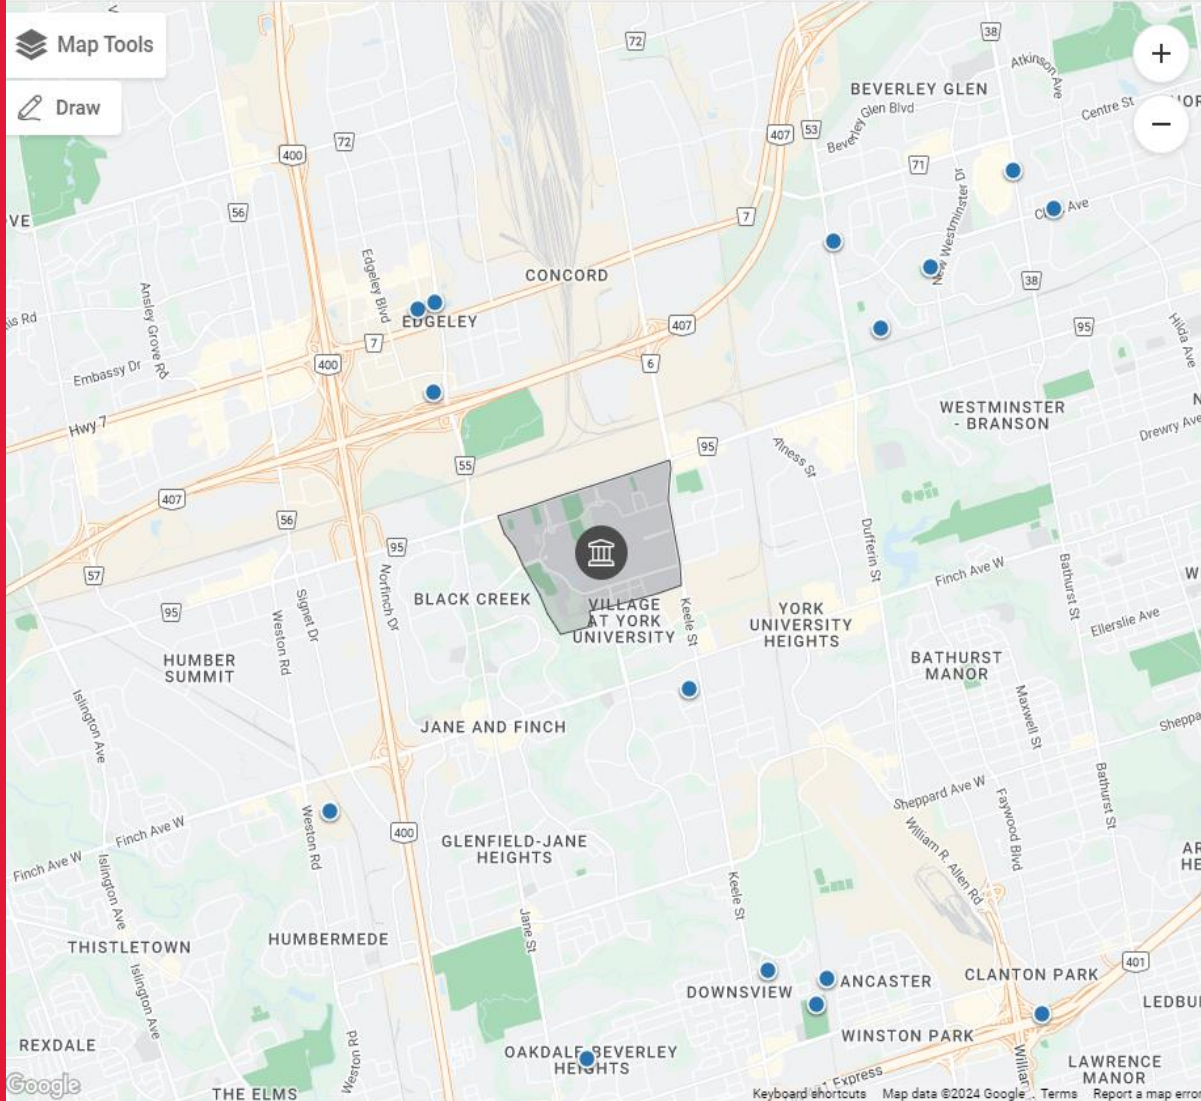 Map Tools
Draw
72
38
Atkinson Ave
BEVERLEY GLEN
Beverley Glen Blvd
Centre St
407
53
72
400
71
New Westminster Dr
56
VE
7
Edgeley Blvd
CONCORD
38
Ansley Grove Rd
is Rd
EDGELEY
407
95
Hilda Ave
7
400
6
Embassy Dr
Hwy 7
WESTMINSTER
- BRANSON
Drewry Ave
95
Alness St
55
407
56
95
Dufferin St
57
Finch Ave W
Bathurst St
Norfinch Dr
BLACK CREEK
VILLAGE
AT YORK
UNIVERSITY
Keele St
YORK
UNIVERSITY
HEIGHTS
95
Signet Dr
Weston Rd
Ellerslie Ave
HUMBER
SUMMIT
BATHURST
MANOR
Islington Ave
Maxwell St
JANE AND FINCH
Bathurst St
Sheppard Ave W
Faywood Blvd
Weston Rd
Finch Ave W
400
William R. Allen Rd
GLENFIELD-JANE
HEIGHTS
Finch Ave W
Islington Ave
Keele St
Jane St
THISTLETOWN
HUMBERMEDE
401
Islington Ave
CLANTON PARK
DOWNSVIEW
ANCASTER
LEDBU
WINSTON PARK
REXDALE
OAKDALE-BEVERLEY
HEIGHTS
Weston Rd
LAWRENCE
MANOR
Google
THE ELMS
Express
Keyboard shortcuts
Map data ©2024 Google
Terms
Report a map error